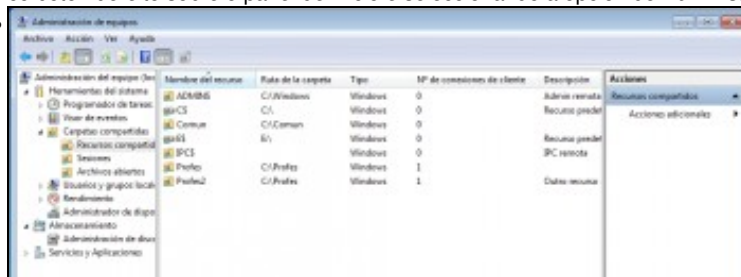 Administración de equipos
Archivo Acción Ver Ayuda
Administración del equipo (loc
Herramientas del sistema
Programador de tareas
Visor de eventos
Carpetas compartidas
Recursos compartid
Sesiones
Archivos abiertos
Usuarios y grupos locale
Rendimiento
Administrador de dispo
Almacenamiento
Administración de disco
Servicios y Aplicaciones
Nombre del recurso Ruta de la carpeta Tipo Nº de conexiones de cliente Descripción
ADMIN$ C:\Windows Windows 0 Admin remota
C$ C:\ Windows 0 Recurso predet
Comun C:\Comun Windows 0
E$ E:\ Windows 0 Recurso predet
IPC$ Windows 0 IPC remota
Profes C:\Profes Windows 1
Profes2 C:\Profes Windows 1 Outro recurso
Acciones
Recursos compartidos
Acciones adicionales